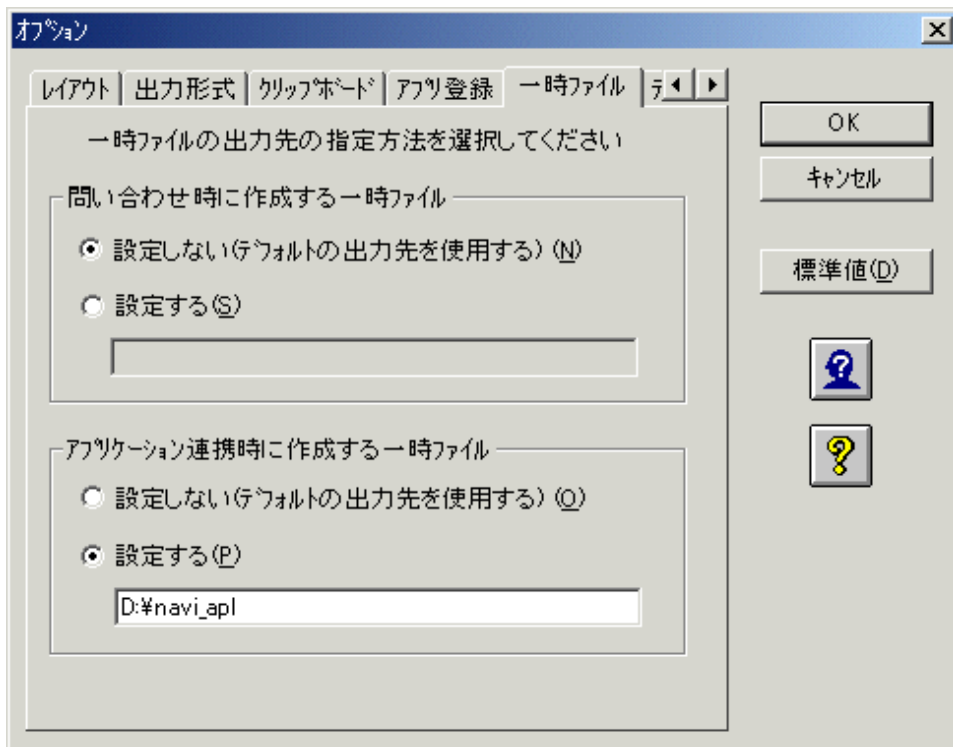 オプション
レイアウト 出力形式 クリップボード アプリ登録 一時ファイル
一時ファイルの出力先の指定方法を選択してください
OK
キャンセル
標準値(D)
問い合わせ時に作成する一時ファイル
設定しない(デフォルトの出力先を使用する) (N)
設定する(S)
アプリケーション連携時に作成する一時ファイル
設定しない(デフォルトの出力先を使用する) (O)
設定する(P)
D:¥navi_apl